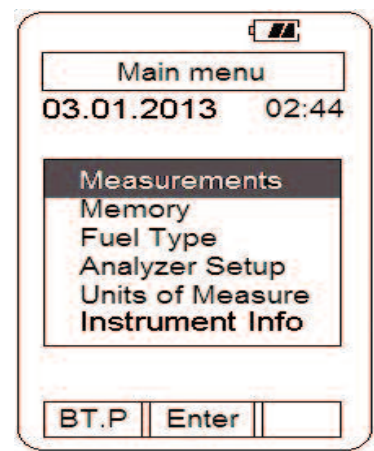 Main menu
03.01.2013 02:44
Measurements
Memory
Fuel Type
Analyzer Setup
Units of Measure
Instrument Info
BT.P Enter